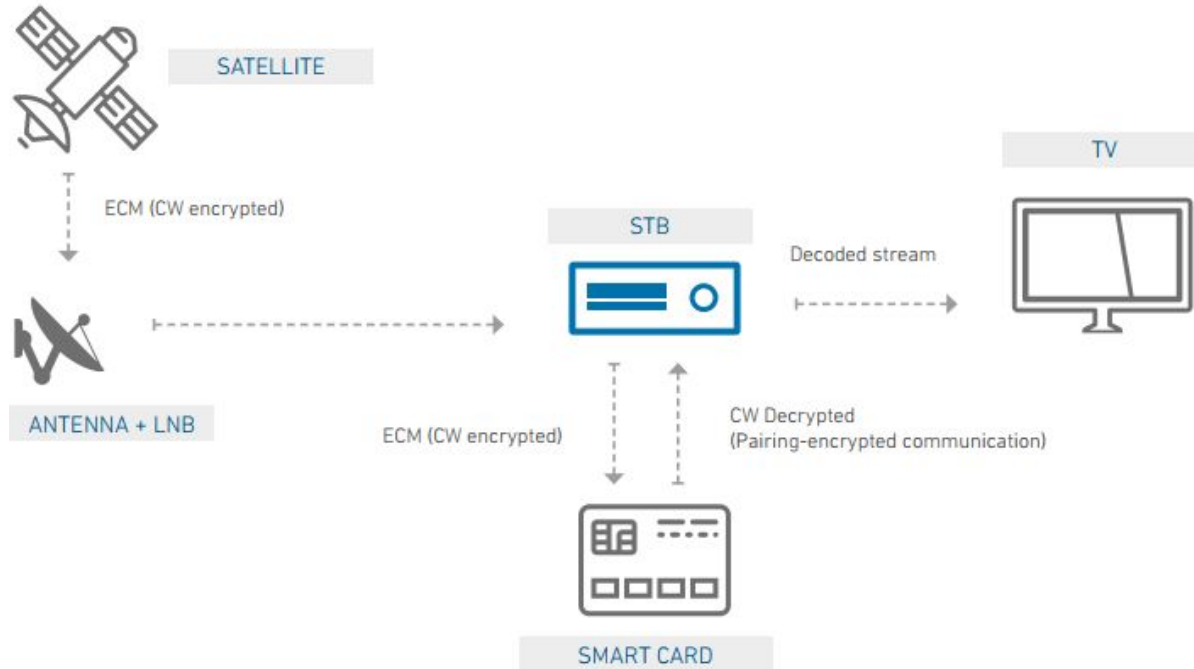 SATELLITE
TV
ECM (CW encrypted)
STB
Decoded stream
ANTENNA + LNB
ECM (CW encrypted)
CW Decrypted
(Pairing-encrypted communication)
SMART CARD